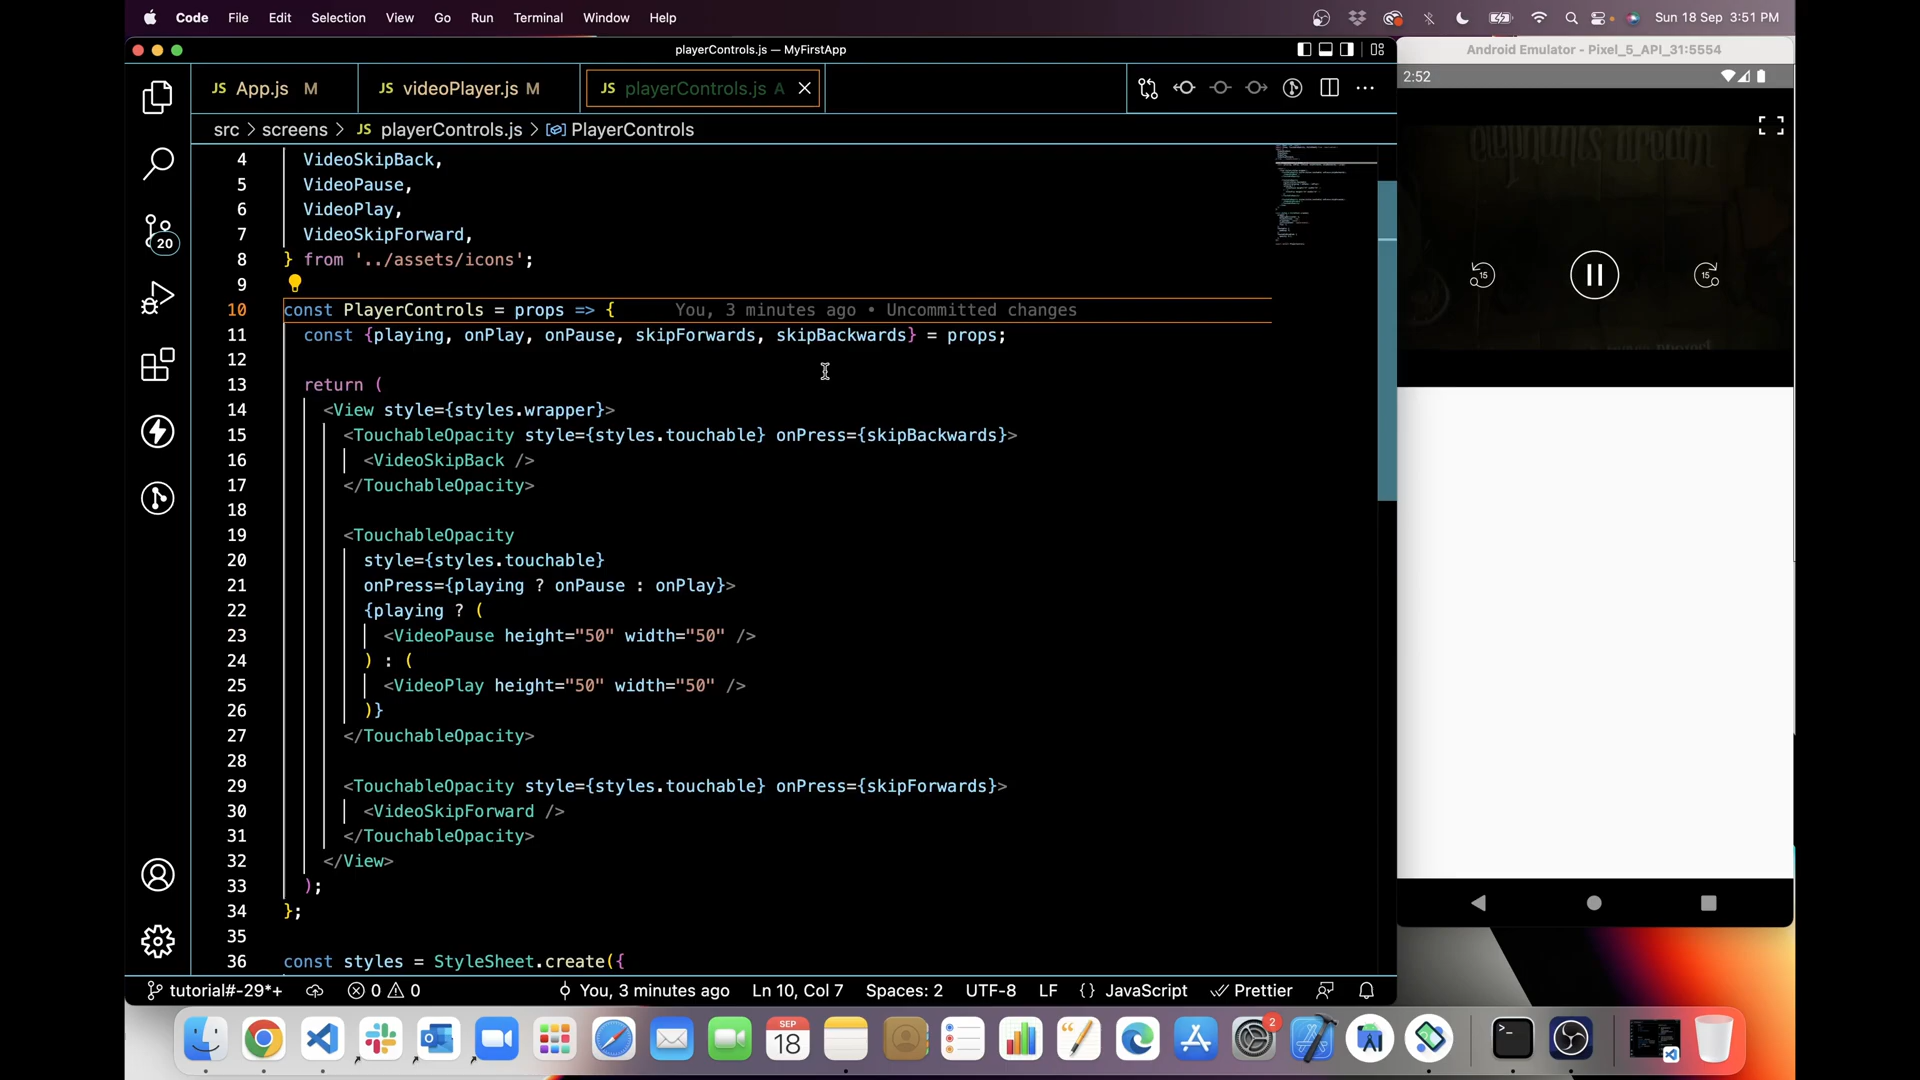 Code File Edit Selection View Go Run Terminal Window Help
Sun 18 Sep 3:51 PM
playerControls.js — MyFirstApp
JS App.js M
JS videoPlayer.js M
JS playerControls.js A
src > screens > JS playerControls.js > PlayerControls
4 VideoSkipBack,
5 VideoPause,
6 VideoPlay,
7 VideoSkipForward,
8 } from '../assets/icons';
9
10 const PlayerControls = props => { You, 3 minutes ago • Uncommitted changes
11 const {playing, onPlay, onPause, skipForwards, skipBackwards} = props;
12
13 return (
14 <View style={styles.wrapper}>
15 <TouchableOpacity style={styles.touchable} onPress={skipBackwards}>
16 <VideoSkipBack />
17 </TouchableOpacity>
18
19 <TouchableOpacity
20 style={styles.touchable}
21 onPress={playing ? onPause : onPlay}>
22 {playing ? (
23 <VideoPause height="50" width="50" />
24 ) : (
25 <VideoPlay height="50" width="50" />
26 )}
27 </TouchableOpacity>
28
29 <TouchableOpacity style={styles.touchable} onPress={skipForwards}>
30 <VideoSkipForward />
31 </TouchableOpacity>
32 </View>
33 );
34 };
35
36 const styles = StyleSheet.create({
20
tutorial#-29*+ 0 0 You, 3 minutes ago Ln 10, Col 7 Spaces: 2 UTF-8 LF {} JavaScript Prettier
Android Emulator - Pixel_5_API_31:5554
2:52
elephants dream
15
15
SEP
18
2